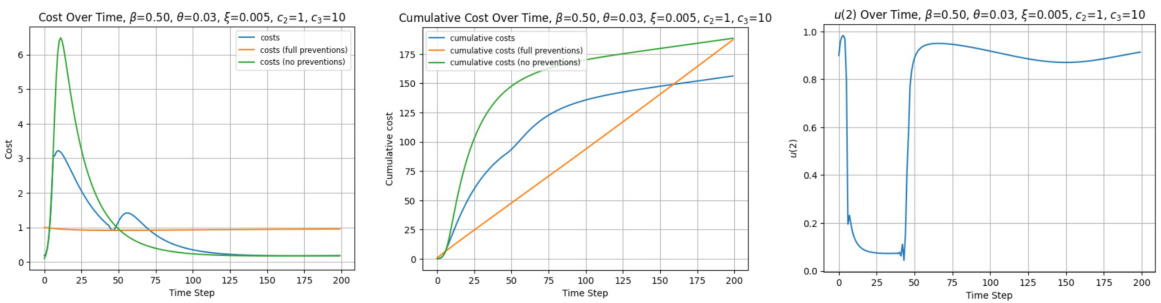 Cost Over Time, β=0.50, θ=0.03, ξ=0.005, c₂=1, c₃=10
costs
costs (full preventions)
costs (no preventions)
6
5
4
3
2
1
0
Cost
0 25 50 75 100 125 150 175 200
Time Step
Cumulative Cost Over Time, β=0.50, θ=0.03, ξ=0.005, c₂=1, c₃=10
cumulative costs
cumulative costs (full preventions)
cumulative costs (no preventions)
175
150
125
100
75
50
25
0
Cumulative cost
0 25 50 75 100 125 150 175 200
Time Step
u(2) Over Time, β=0.50, θ=0.03, ξ=0.005, c₂=1, c₃=10
1.0
0.8
0.6
0.4
0.2
0.0
u(2)
0 25 50 75 100 125 150 175 200
Time Step